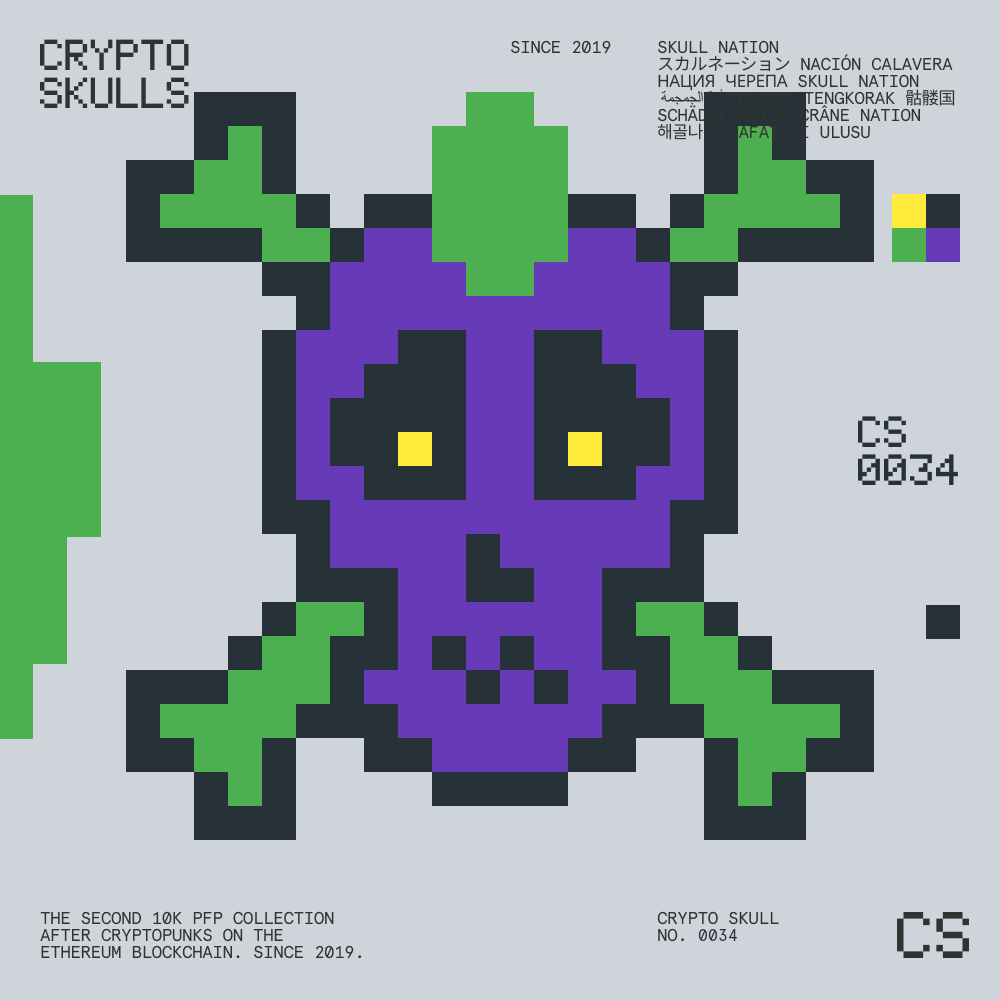 CRYPTO
SKULLS
SINCE 2019
SKULL NATION
スカルネーション NACIÓN CALAVERA
НАЦИЯ ЧЕРЕПА SKULL NATION
الجمجمة TENGKORAK 骷髅国
CRÂNE NATION
ULUSU
CS
0034
THE SECOND 10K PFP COLLECTION
AFTER CRYPTOPUNKS ON THE
ETHEREUM BLOCKCHAIN. SINCE 2019.
CRYPTO SKULL
NO. 0034
CS